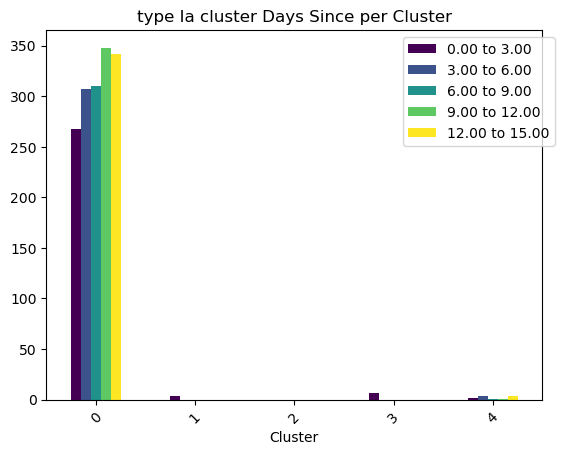 type Ia cluster Days Since per Cluster
0.00 to 3.00
3.00 to 6.00
6.00 to 9.00
9.00 to 12.00
12.00 to 15.00
350
300
250
200
150
100
50
0
0 1 2 3 4
Cluster